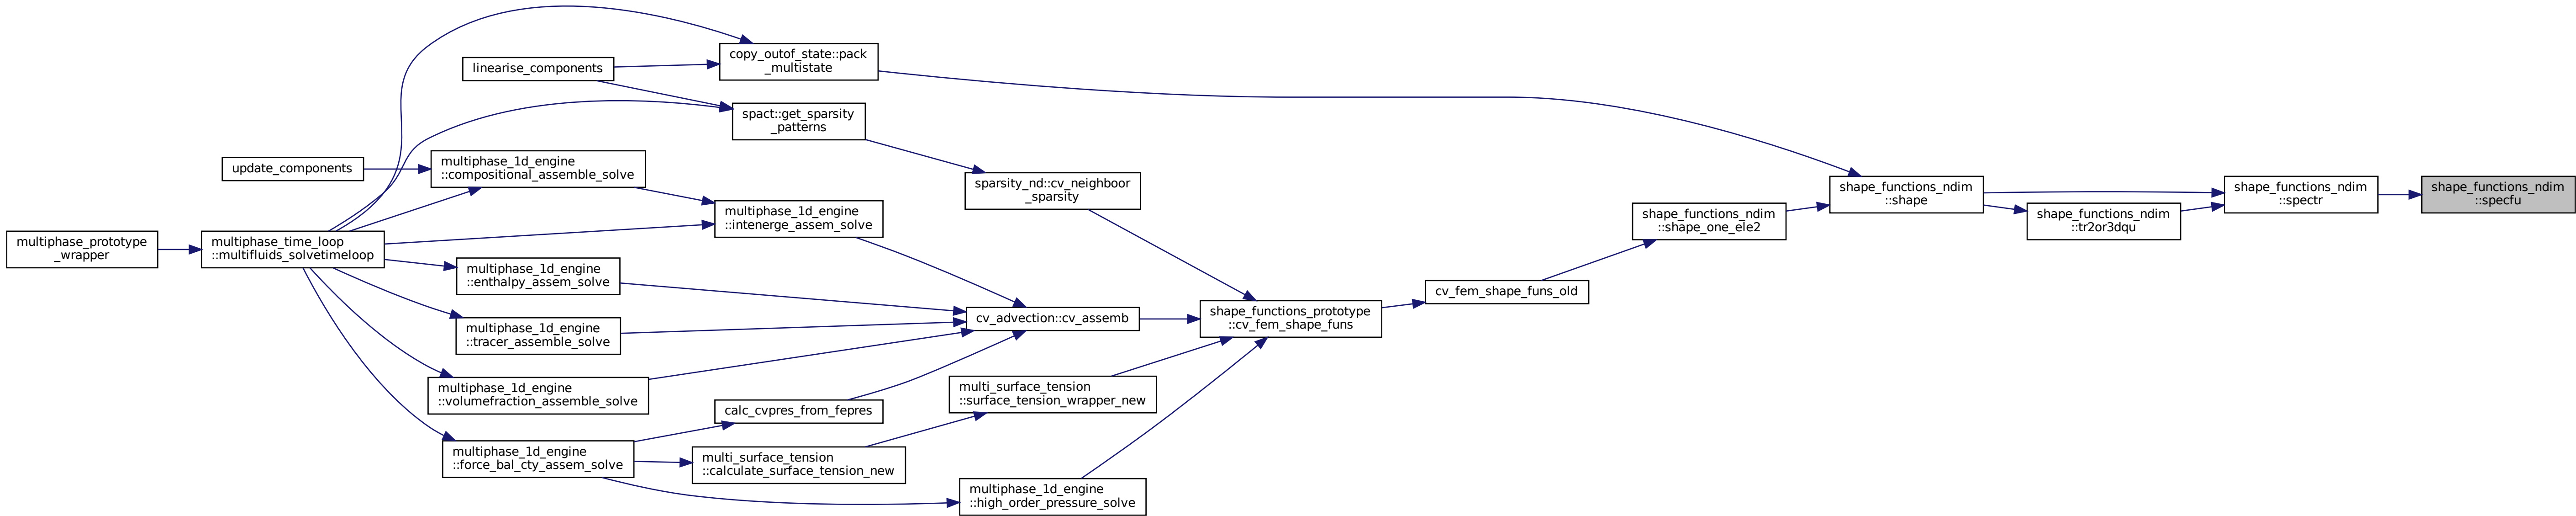 multiphase_prototype
_wrapper
multiphase_time_loop
::multifluids_solvetimeloop
update_components
linearise_components
multiphase_1d_engine
::compositional_assemble_solve
multiphase_1d_engine
::enthalpy_assem_solve
multiphase_1d_engine
::tracer_assemble_solve
multiphase_1d_engine
::volumefraction_assemble_solve
multiphase_1d_engine
::force_bal_cty_assem_solve
copy_outof_state::pack
_multistate
spact::get_sparsity
_patterns
multiphase_1d_engine
::intenerge_assem_solve
calc_cvpres_from_fepres
multi_surface_tension
::calculate_surface_tension_new
sparsity_nd::cv_neighboor
_sparsity
cv_advection::cv_assemb
multi_surface_tension
::surface_tension_wrapper_new
multiphase_1d_engine
::high_order_pressure_solve
shape_functions_prototype
::cv_fem_shape_funs
cv_fem_shape_funs_old
shape_functions_ndim
::shape_one_ele2
shape_functions_ndim
::shape
shape_functions_ndim
::tr2or3dqu
shape_functions_ndim
::spectr
shape_functions_ndim
::specfu